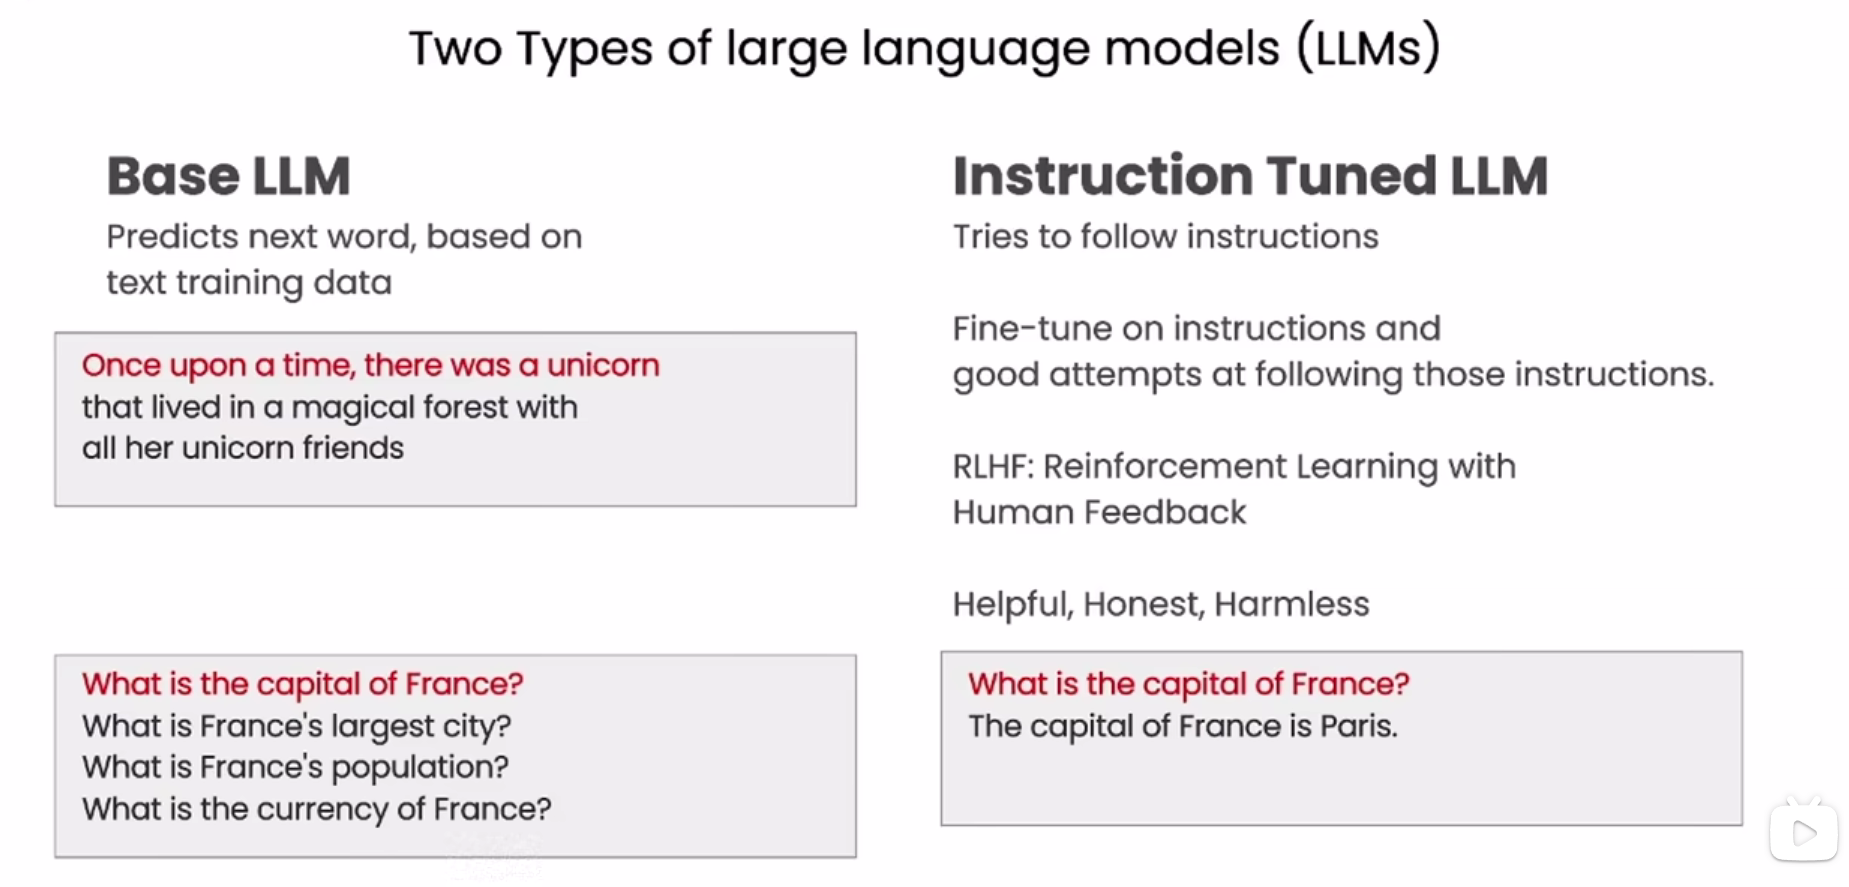 Two Types of large language models (LLMs)
Base LLM
Predicts next word, based on
text training data
Once upon a time, there was a unicorn
that lived in a magical forest with
all her unicorn friends
What is the capital of France?
What is France's largest city?
What is France's population?
What is the currency of France?
Instruction Tuned LLM
Tries to follow instructions
Fine-tune on instructions and
good attempts at following those instructions.
RLHF: Reinforcement Learning with
Human Feedback
Helpful, Honest, Harmless
What is the capital of France?
The capital of France is Paris.